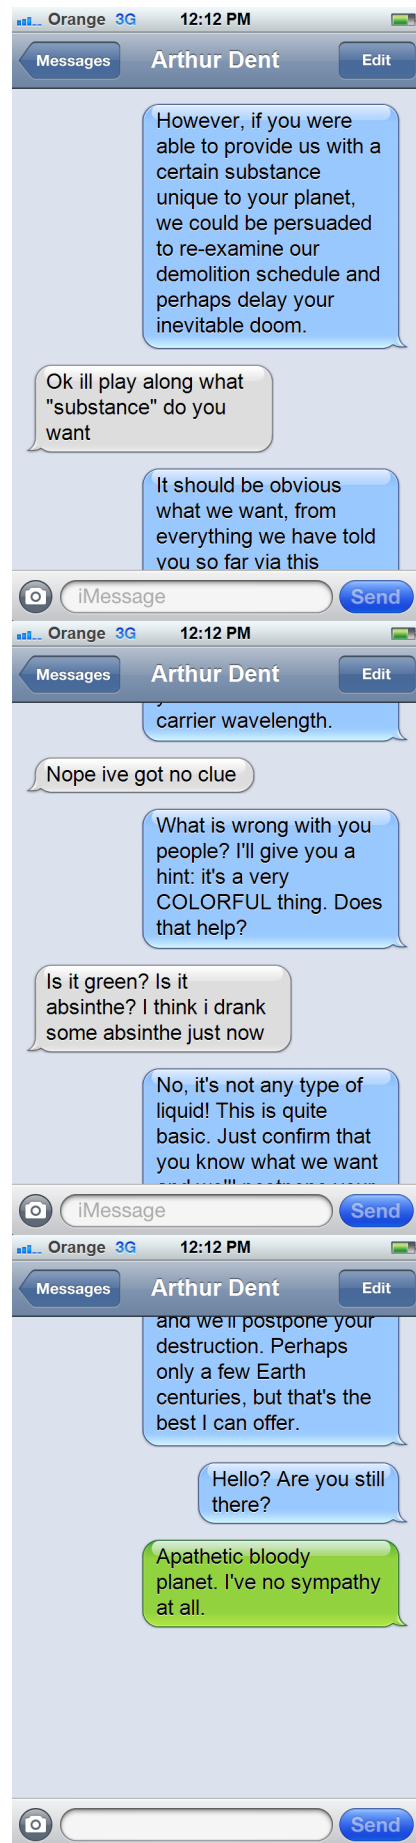 Orange 3G 12:12 PM
Messages Arthur Dent Edit
However, if you were
able to provide us with a
certain substance
unique to your planet,
we could be persuaded
to re-examine our
demolition schedule and
perhaps delay your
inevitable doom.
Ok ill play along what
"substance" do you
want
It should be obvious
what we want, from
everything we have told
you so far via this
iMessage Send
Orange 3G 12:12 PM
Messages Arthur Dent Edit
carrier wavelength.
Nope ive got no clue
What is wrong with you
people? I'll give you a
hint: it's a very
COLORFUL thing. Does
that help?
Is it green? Is it
absinthe? I think i drank
some absinthe just now
No, it's not any type of
liquid! This is quite
basic. Just confirm that
you know what we want
and we'll postpone your
iMessage Send
Orange 3G 12:12 PM
Messages Arthur Dent Edit
and we'll postpone your
destruction. Perhaps
only a few Earth
centuries, but that's the
best I can offer.
Hello? Are you still
there?
Apathetic bloody
planet. I've no sympathy
at all.
Send